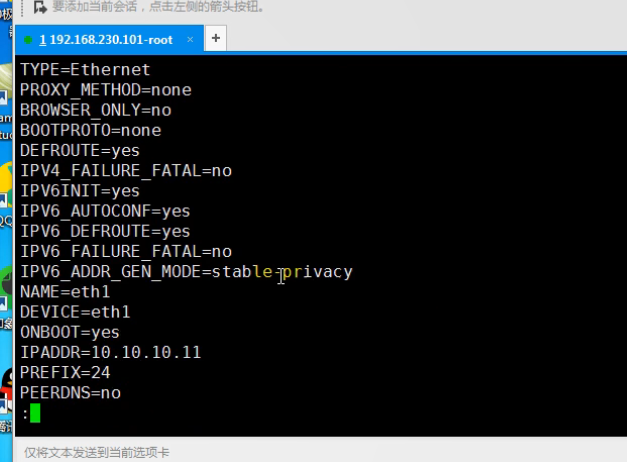 要添加当前会话，点击左侧的箭头按钮。
1 192.168.230.101-root × +
TYPE=Ethernet
PROXY_METHOD=none
BROWSER_ONLY=no
BOOTPROTO=none
DEFROUTE=yes
IPV4_FAILURE_FATAL=no
IPV6INIT=yes
IPV6_AUTOCONF=yes
IPV6_DEFROUTE=yes
IPV6_FAILURE_FATAL=no
IPV6_ADDR_GEN_MODE=stable-privacy
NAME=eth1
DEVICE=eth1
ONBOOT=yes
IPADDR=10.10.10.11
PREFIX=24
PEERDNS=no
:
仅将文本发送到当前选项卡